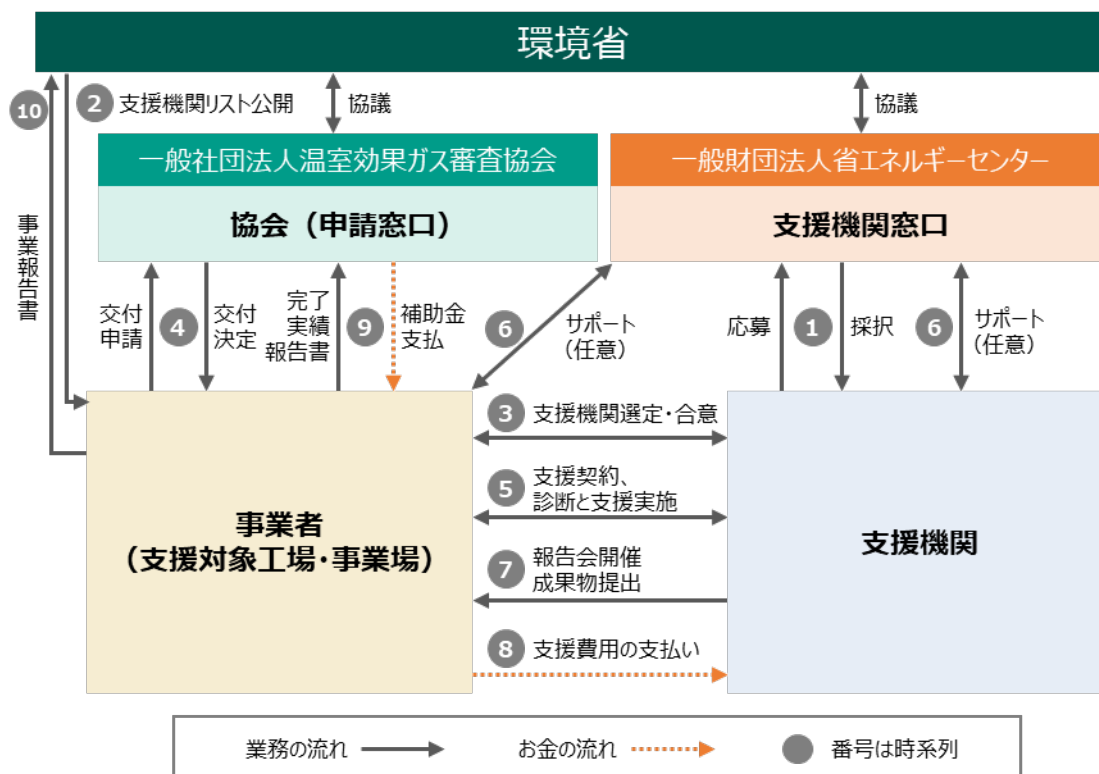 環境省
10
2 支援機関リスト公開
協議
協議
一般社団法人温室効果ガス審査協会
協会（申請窓口）
一般財団法人省エネルギーセンター
支援機関窓口
事業報告書
交付
申請
4
交付
決定
完了
実績
報告書
9
補助金
支払
6
サポート
（任意）
応募
1
採択
6
サポート
（任意）
3 支援機関選定・合意
5 支援契約、
診断と支援実施
7 報告会開催
成果物提出
8 支援費用の支払い
事業者
（支援対象工場・事業場）
支援機関
業務の流れ
お金の流れ
番号は時系列